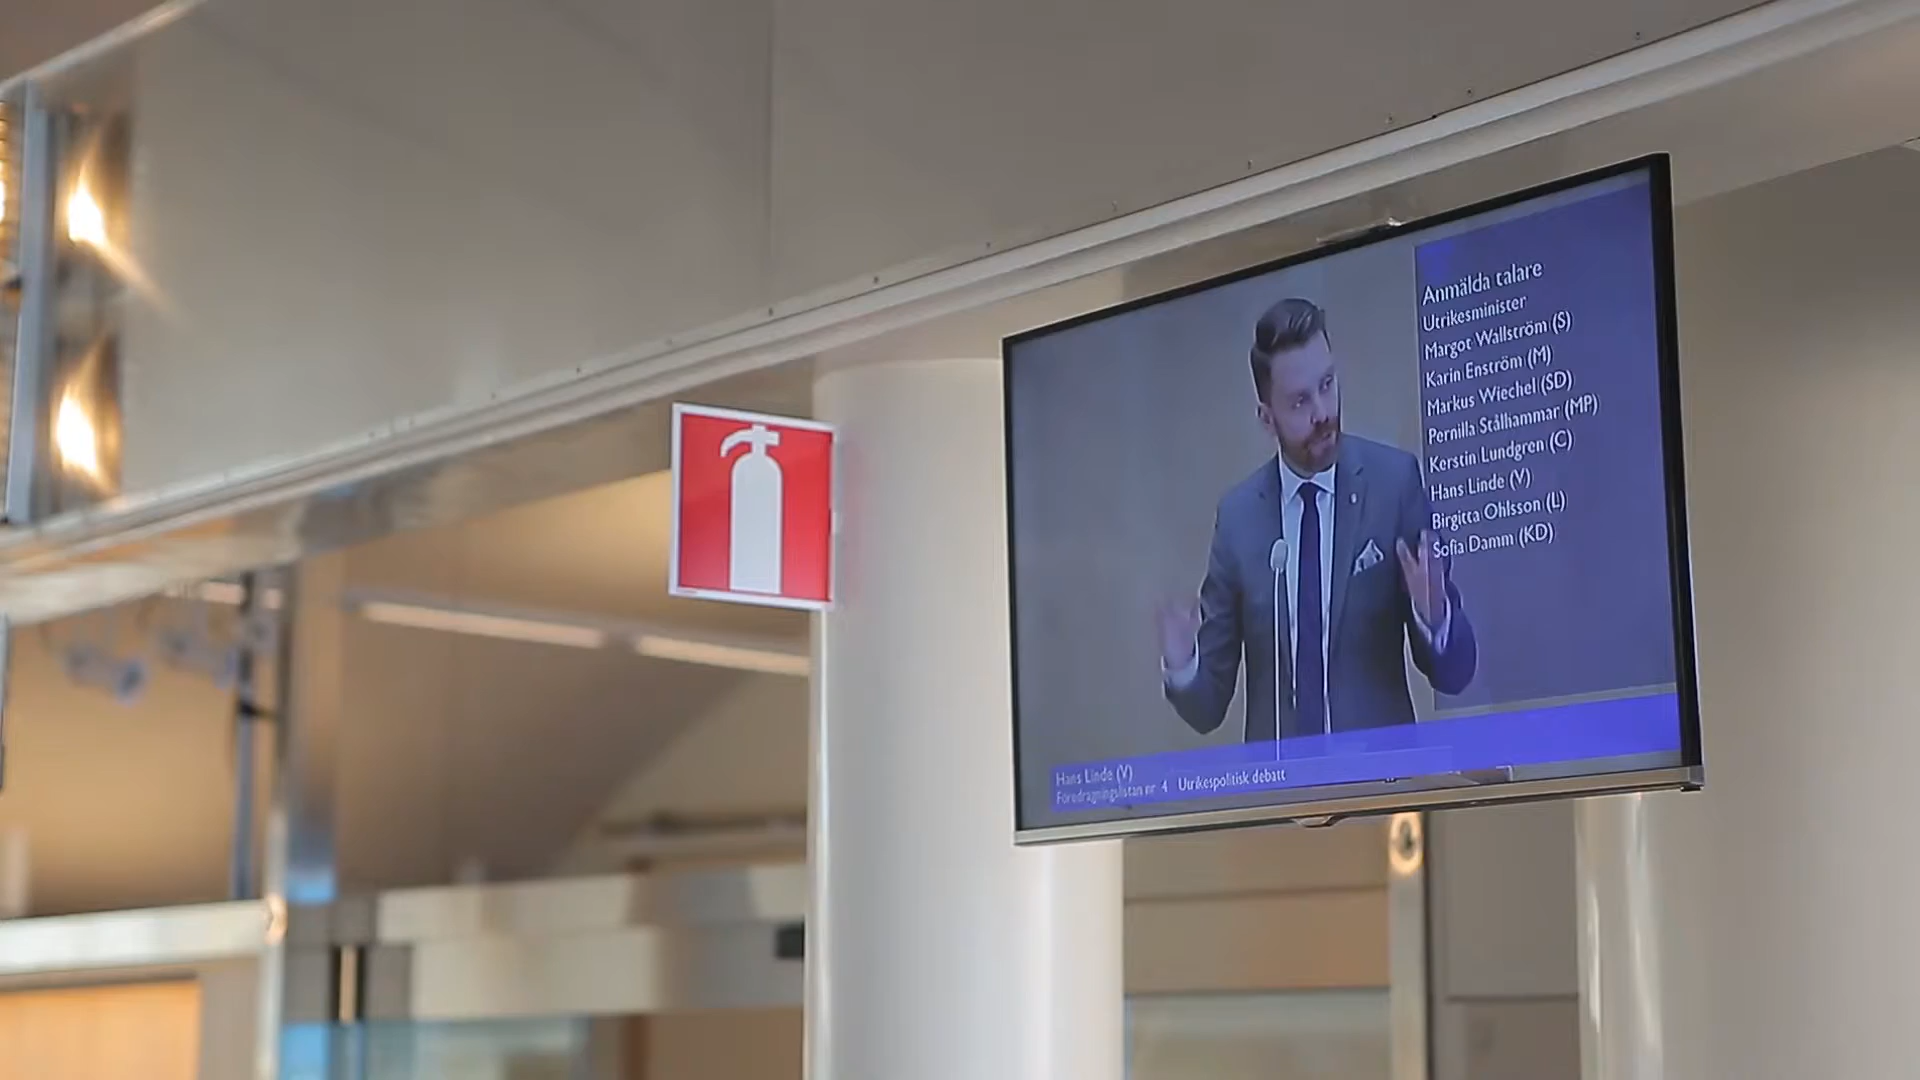 Anmälda talare
Utrikesminister
Margot Wallström (S)
Karin Enström (M)
Markus Wiechel (SD)
Pernilla Stålhammar (MP)
Kerstin Lundgren (C)
Hans Linde (V)
Birgitta Ohlsson (L)
Sofia Damm (KD)
Hans Linde (V)
Föredragningslistan nr 4 Utrikespolitisk debatt